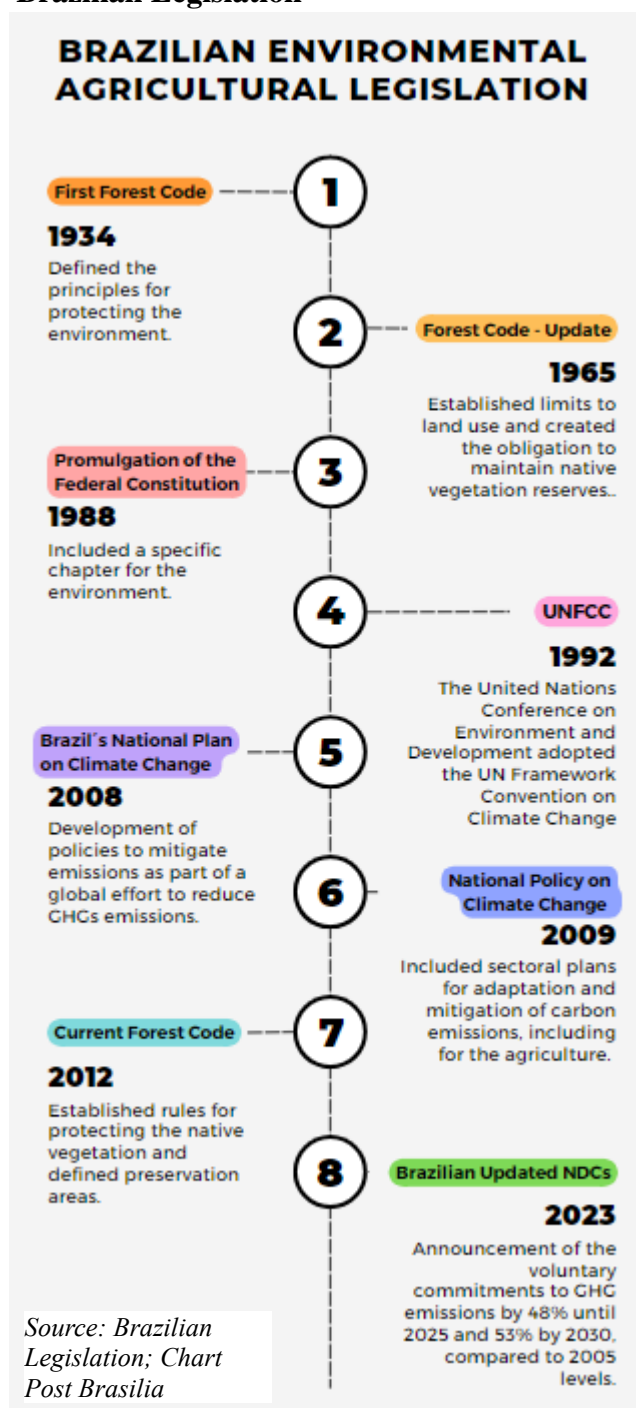 BRAZILIAN ENVIRONMENTAL
AGRICULTURAL LEGISLATION
1
First Forest Code
1934
Defined the
principles for
protecting the
environment.
2
Forest Code - Update
1965
Established limits to
land use and created
the obligation to
maintain native
vegetation reserves..
3
Promulgation of the
Federal Constitution
1988
Included a specific
chapter for the
environment.
4
UNFCC
1992
The United Nations
Conference on
Environment and
Development adopted
the UN Framework
Convention on
Climate Change
5
Brazil´s National Plan
on Climate Change
2008
Development of
policies to mitigate
emissions as part of a
global effort to reduce
GHGs emissions.
6
National Policy on
Climate Change
2009
Included sectoral plans
for adaptation and
mitigation of carbon
emissions, including
for the agriculture.
7
Current Forest Code
2012
Established rules for
protecting the native
vegetation and
defined preservation
areas.
8
Brazilian Updated NDCs
2023
Announcement of the
voluntary
commitments to GHG
emissions by 48% until
2025 and 53% by 2030,
compared to 2005
levels.
Source: Brazilian
Legislation; Chart
Post Brasilia